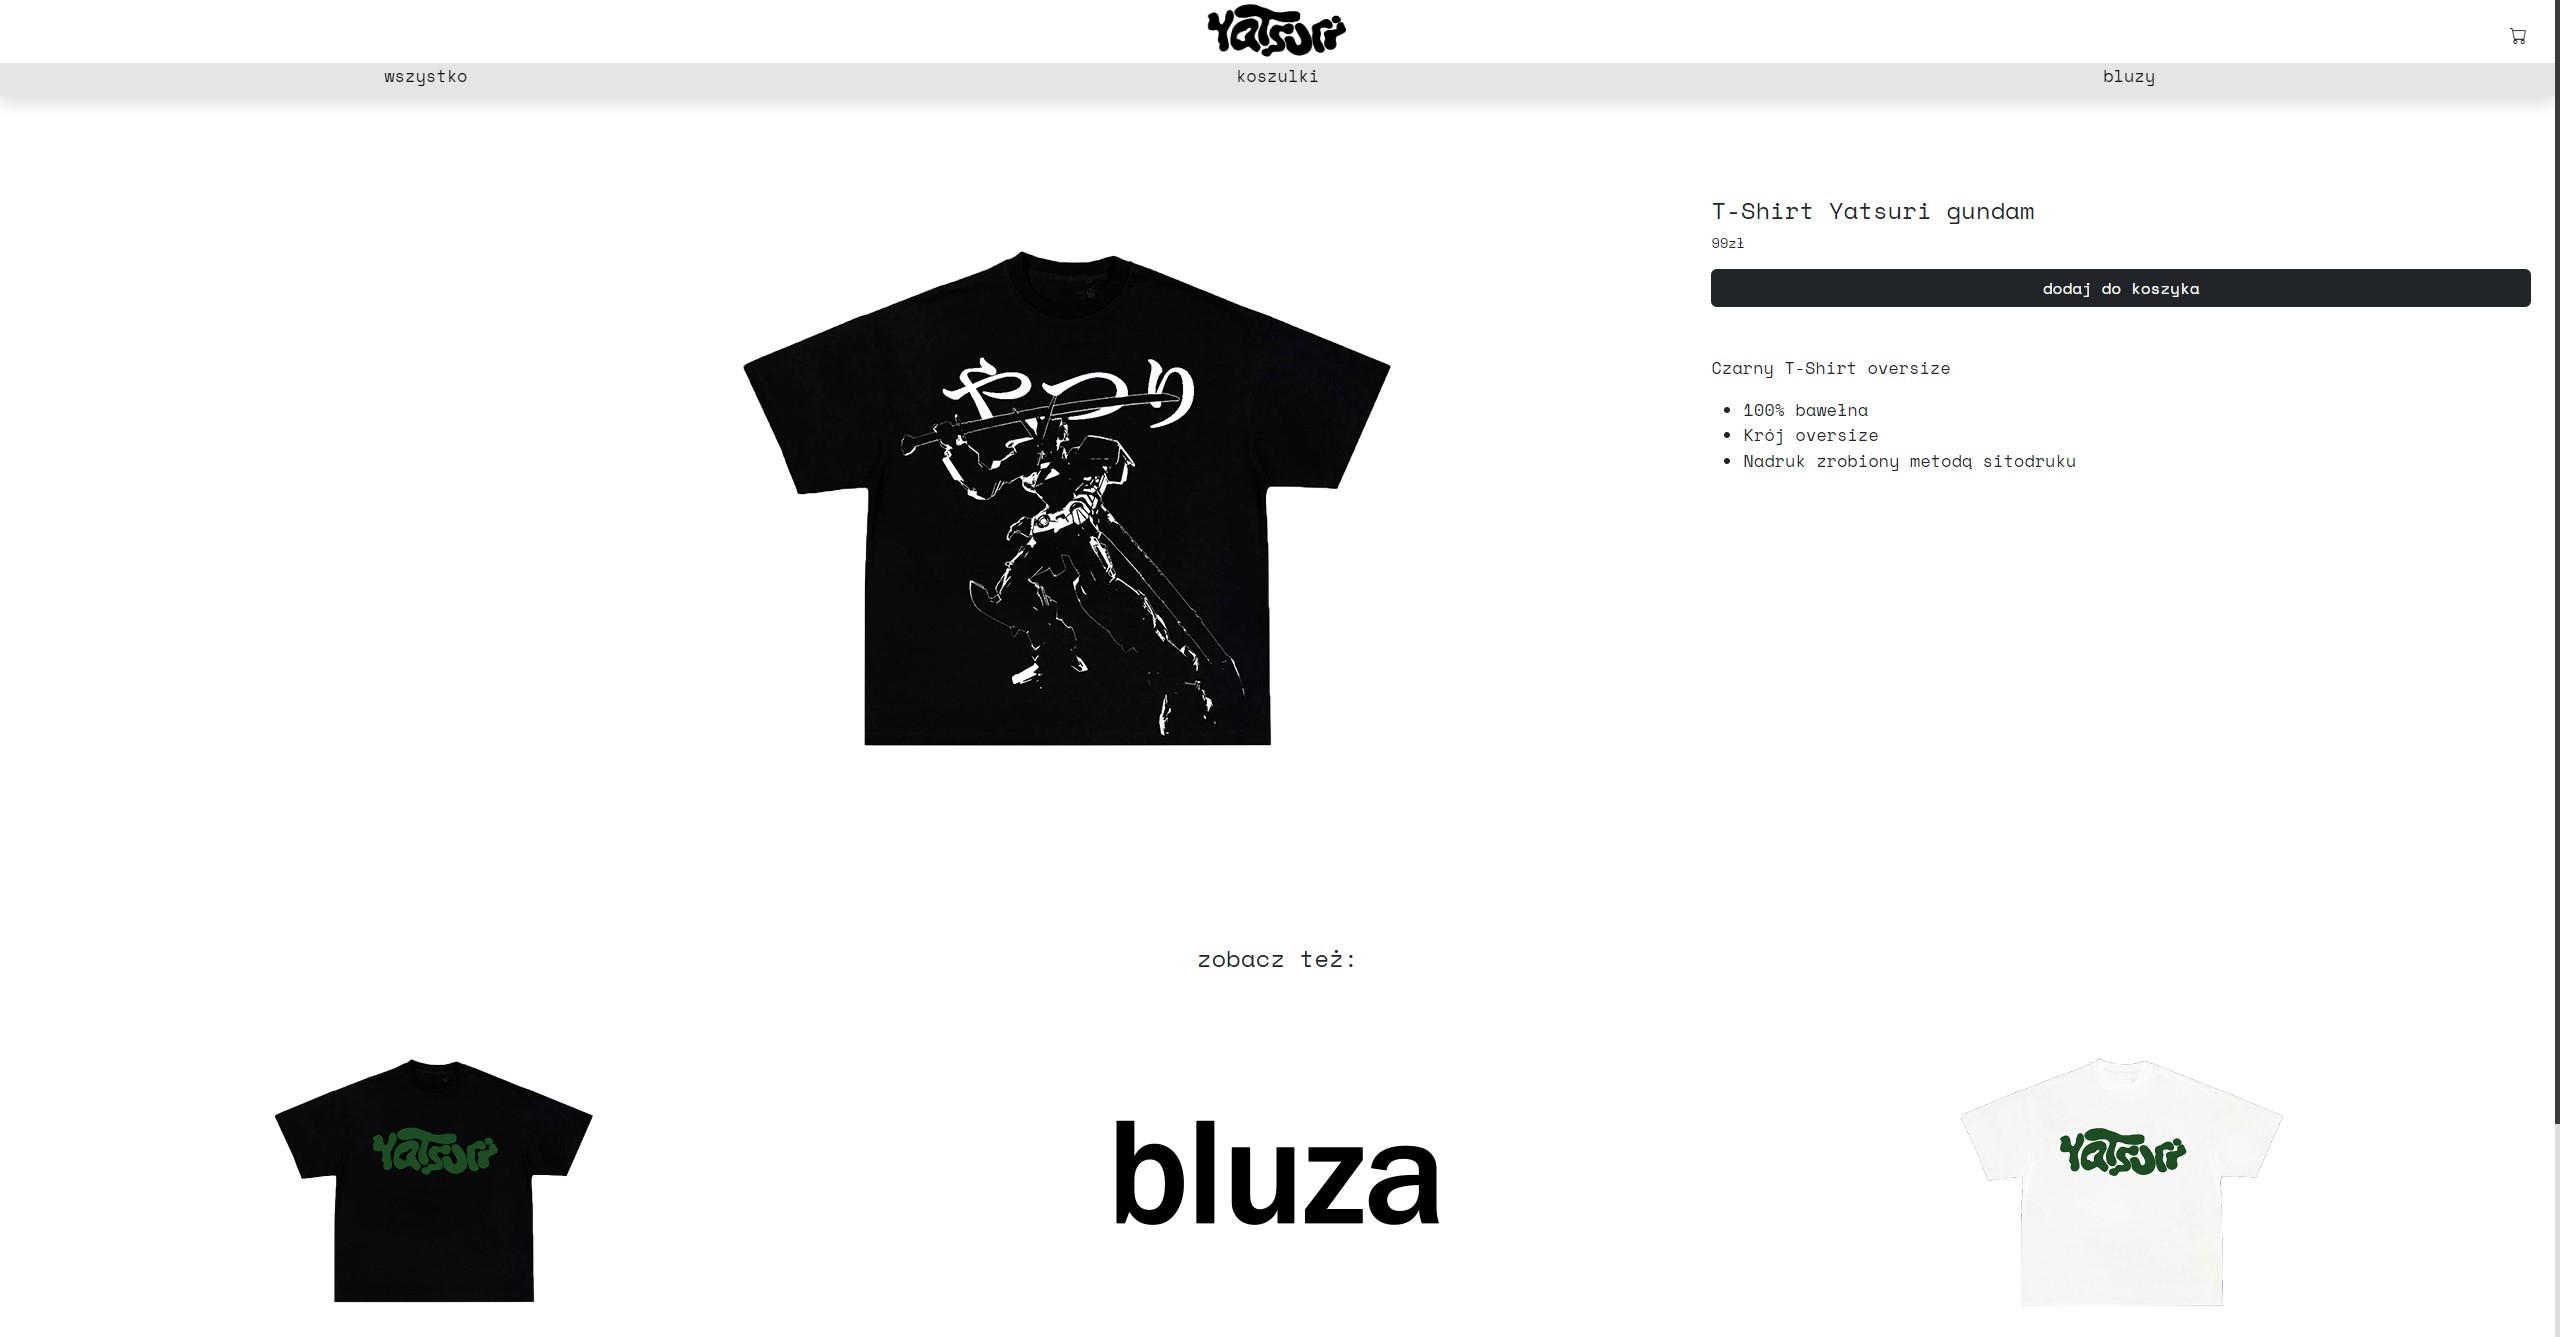 Yatsuri
wszystko
koszulki
bluzy
T-Shirt Yatsuri gundam
99zł
dodaj do koszyka
やつり
Czarny T-Shirt oversize
100% bawełna
Krój oversize
Nadruk zrobiony metodą sitodruku
zobacz też:
Yatsuri
bluza
Yatsuri